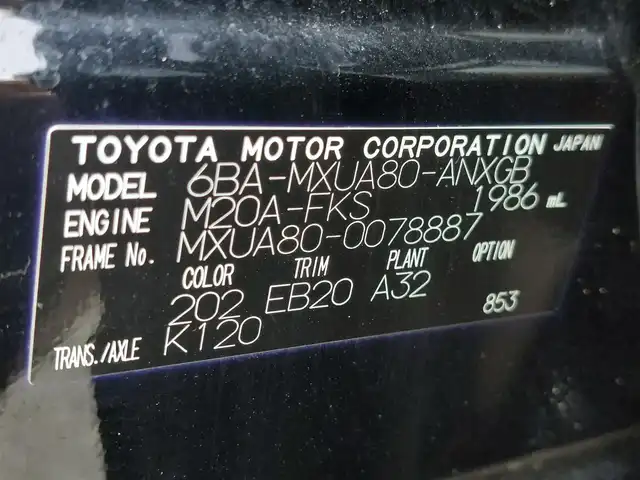 TOYOTA MOTOR CORPORATION JAPAN
MODEL 6BA-MXUA80-ANXGB
ENGINE M20A-FKS 1986 mL
FRAME No. MXUA80-0078887
COLOR TRIM PLANT OPTION
202 EB20 A32 853
TRANS./AXLE K120